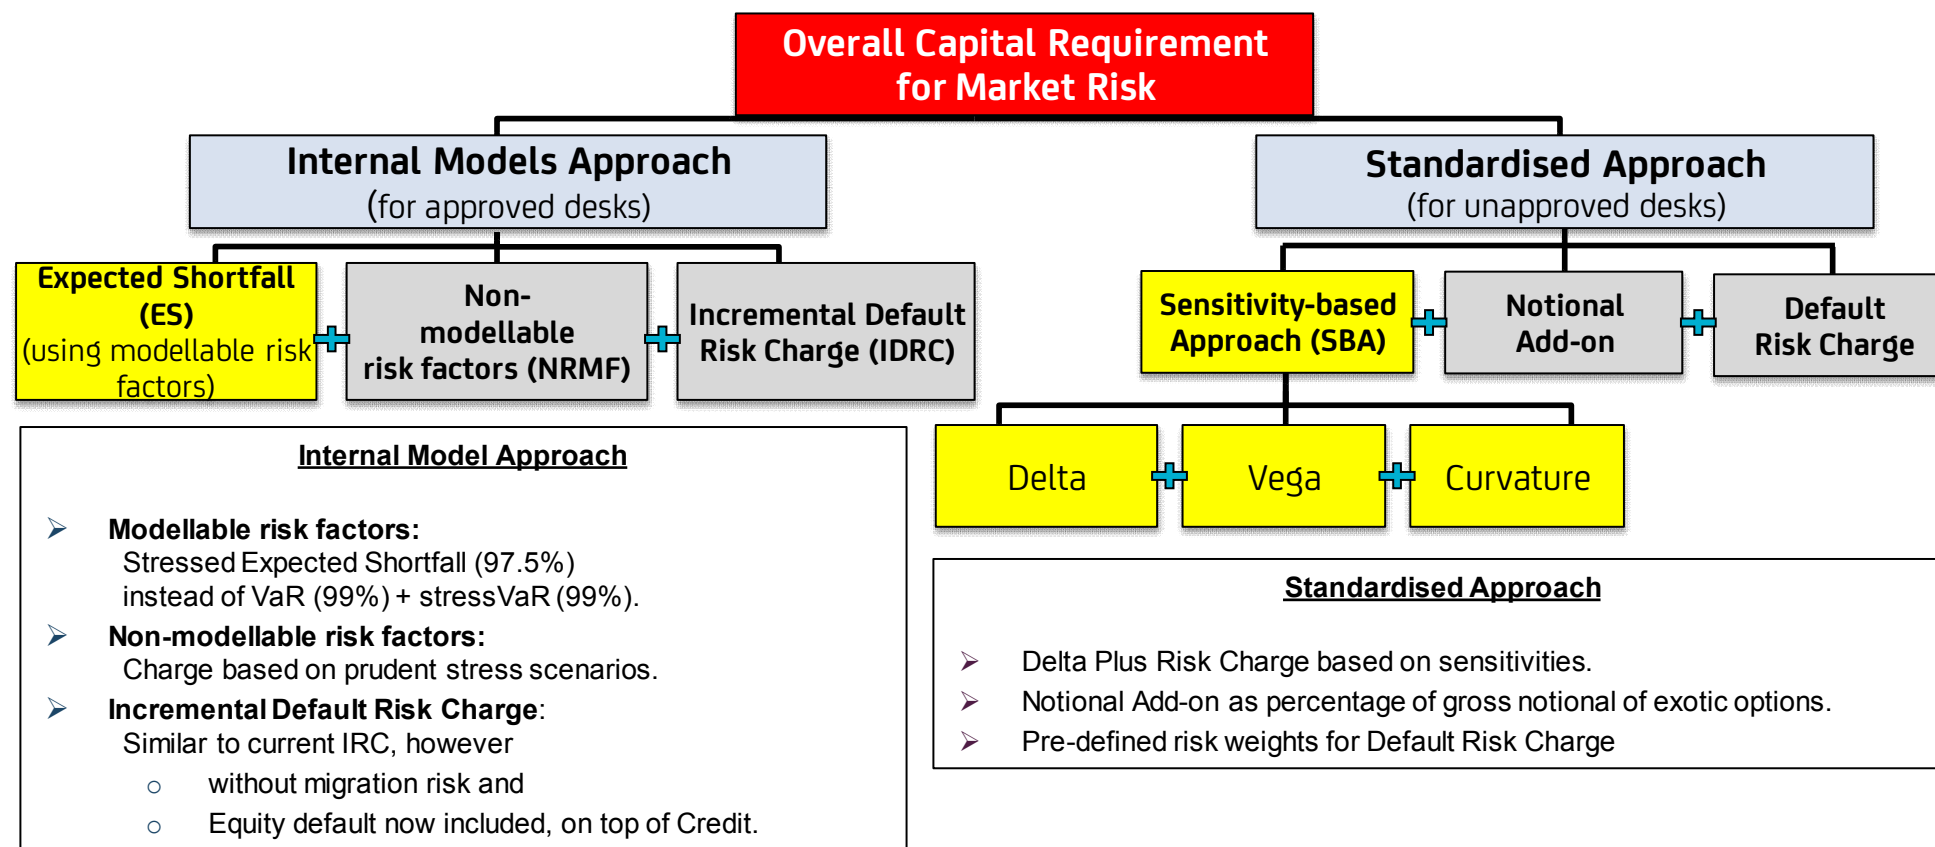 Overall Capital Requirement
for Market Risk
Internal Models Approach
(for approved desks)
Standardised Approach
(for unapproved desks)
Expected Shortfall
(ES)
(using modellable risk
factors)
Non-
modellable
risk factors (NRMF)
Incremental Default
Risk Charge (IDRC)
Sensitivity-based
Approach (SBA)
Notional
Add-on
Default
Risk Charge
Delta
Vega
Curvature
Internal Model Approach
➢ Modellable risk factors:
Stressed Expected Shortfall (97.5%)
instead of VaR (99%) + stressVaR (99%).
➢ Non-modellable risk factors:
Charge based on prudent stress scenarios.
➢ Incremental Default Risk Charge:
Similar to current IRC, however
o without migration risk and
o Equity default now included, on top of Credit.
Standardised Approach
➢ Delta Plus Risk Charge based on sensitivities.
➢ Notional Add-on as percentage of gross notional of exotic options.
➢ Pre-defined risk weights for Default Risk Charge